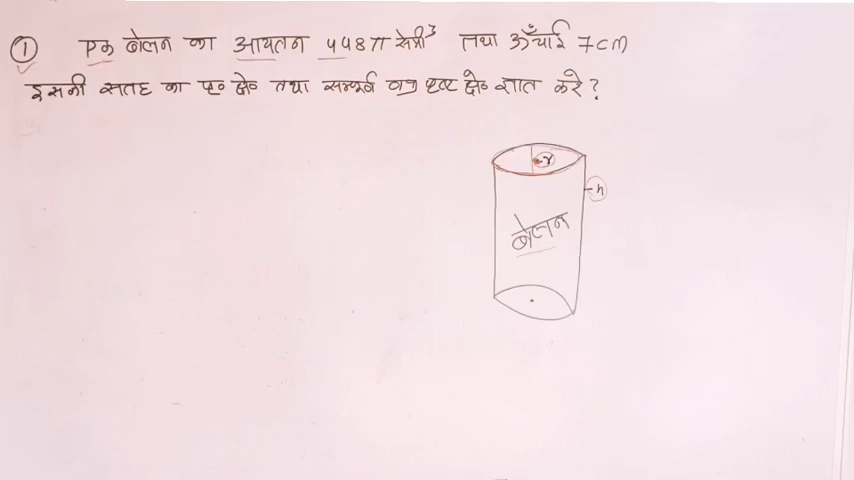 ① एक बेलन का आयतन 448π सेमी³ तथा ऊँचाई 7cm
इसकी सतह का पृ० क्षे० तथा सम्पूर्ण वक्र पृष्ट क्षे० ज्ञात करे ?
r
h
बेलन